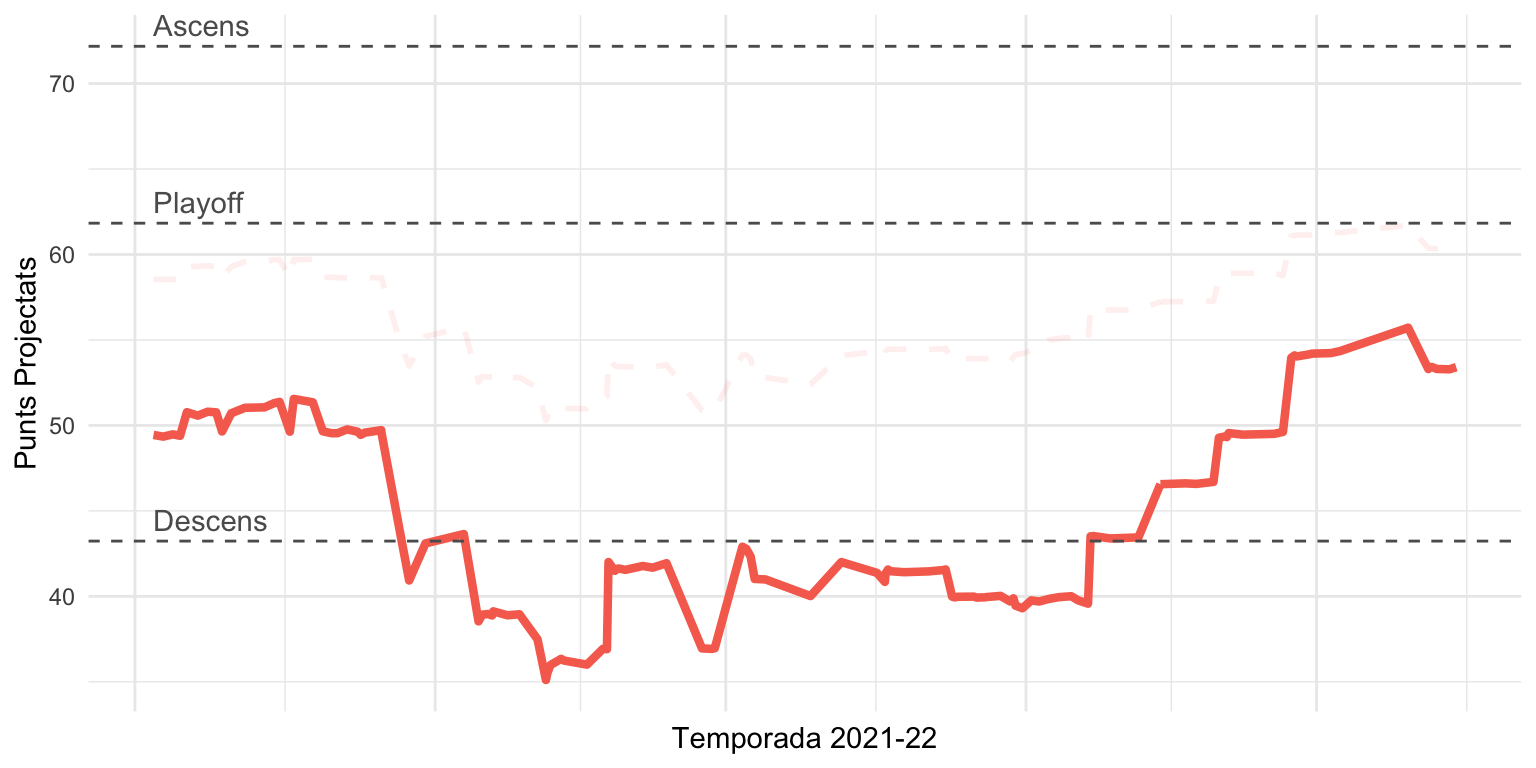 Ascens
70
Playoff
60
50
Descens
40
Punts Projectats
Temporada 2021-22